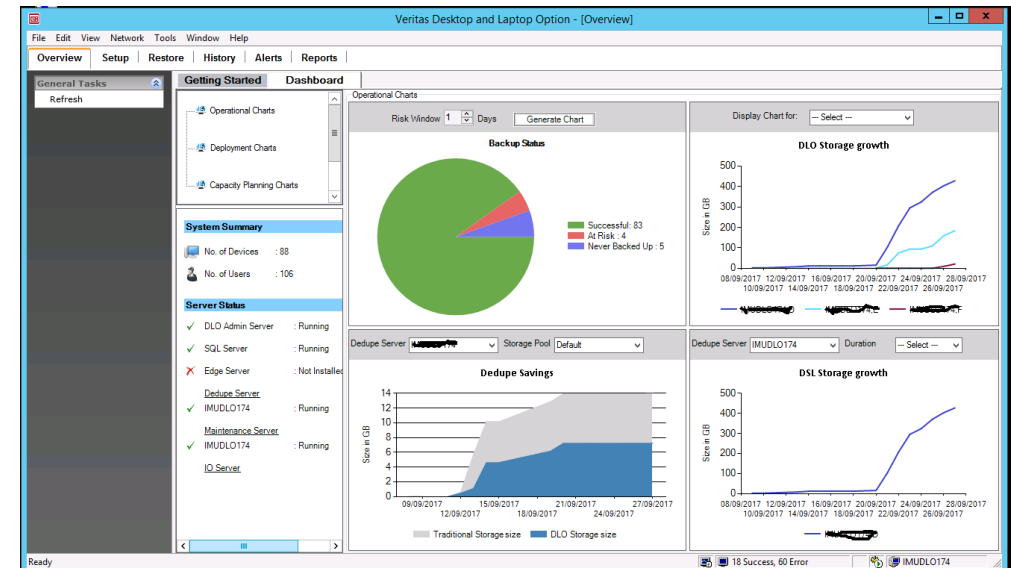 Veritas Desktop and Laptop Option - [Overview]
File Edit View Network Tools Window Help
Overview Setup Restore History Alerts Reports
General Tasks
Refresh
Getting Started Dashboard
Operational Charts
Deployment Charts
Capacity Planning Charts
System Summary
No. of Devices : 88
No. of Users : 106
Server Status
DLO Admin Server : Running
SQL Server : Running
Edge Server : Not Installed
Dedupe Server
IMUDLO174 : Running
Maintenance Server
IMUDLO174 : Running
IO Server
Operational Charts
Risk Window 1 Days Generate Chart
Backup Status
Successful: 83
At Risk : 4
Never Backed Up : 5
Display Chart for: -- Select --
DLO Storage growth
Size in GB
500
400
300
200
100
0
08/09/2017 12/09/2017 16/09/2017 20/09/2017 24/09/2017 28/09/2017
10/09/2017 14/09/2017 18/09/2017 22/09/2017 26/09/2017
Dedupe Server Storage Pool Default
Dedupe Savings
Size in GB
14
12
10
8
6
4
2
0
09/09/2017 15/09/2017 21/09/2017 27/09/2017
12/09/2017 18/09/2017 24/09/2017
Traditional Storage size DLO Storage size
Dedupe Server IMUDLO174 Duration -- Select --
DSL Storage growth
Size in GB
500
400
300
200
100
0
08/09/2017 12/09/2017 16/09/2017 20/09/2017 24/09/2017 28/09/2017
10/09/2017 14/09/2017 18/09/2017 22/09/2017 26/09/2017
Ready
18 Success, 60 Error
IMUDLO174